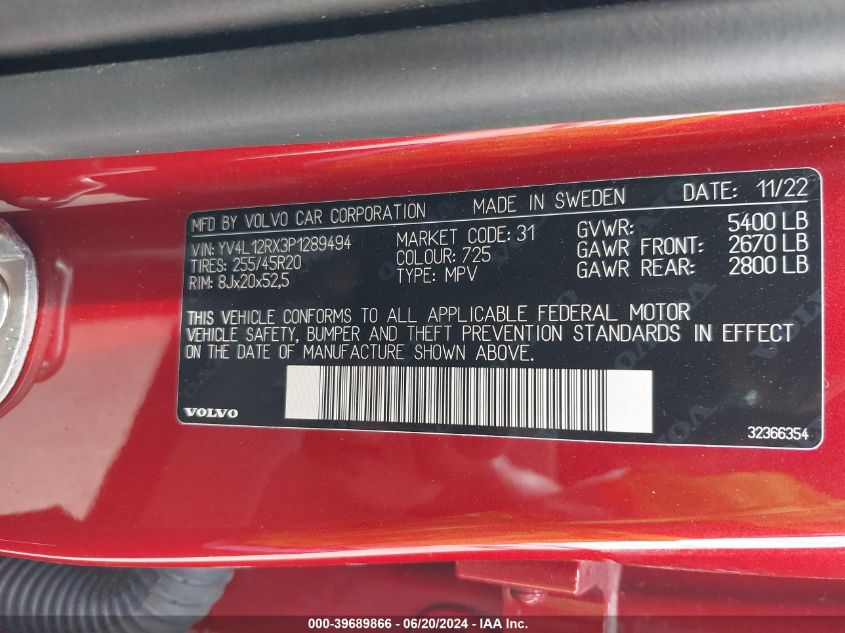 MFD BY VOLVO CAR CORPORATION MADE IN SWEDEN DATE: 11/22
VIN: YV4L12RX3P1289494 MARKET CODE: 31 GVWR: 5400 LB
TIRES: 255/45R20 COLOUR: 725 GAWR FRONT: 2670 LB
RIM: 8Jx20x52,5 TYPE: MPV GAWR REAR: 2800 LB
THIS VEHICLE CONFORMS TO ALL APPLICABLE FEDERAL MOTOR
VEHICLE SAFETY, BUMPER AND THEFT PREVENTION STANDARDS IN EFFECT
ON THE DATE OF MANUFACTURE SHOWN ABOVE.
VOLVO
32366354
000-39689866 - 06/20/2024 - IAA Inc.